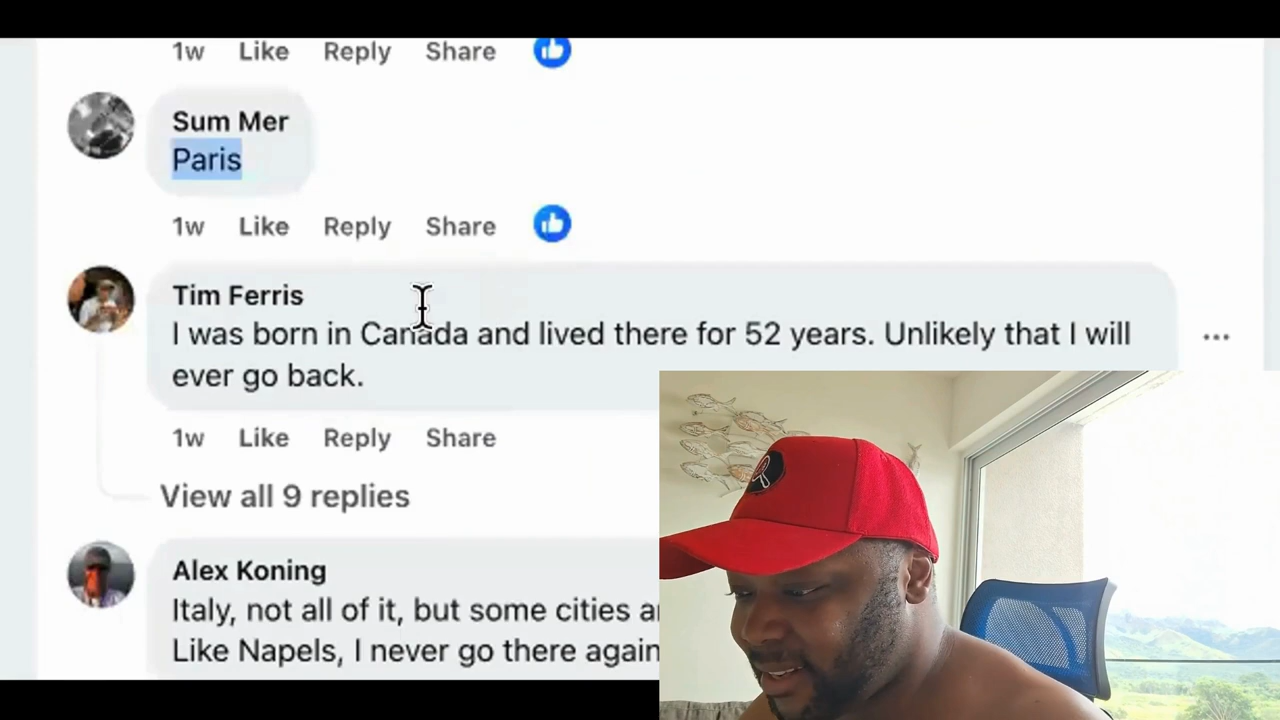 1w Like Reply Share
Sum Mer
Paris
1w Like Reply Share
Tim Ferris
I was born in Canada and lived there for 52 years. Unlikely that I will
ever go back.
1w Like Reply Share
View all 9 replies
Alex Koning
Italy, not all of it, but some cities
Like Napels, I never go there again